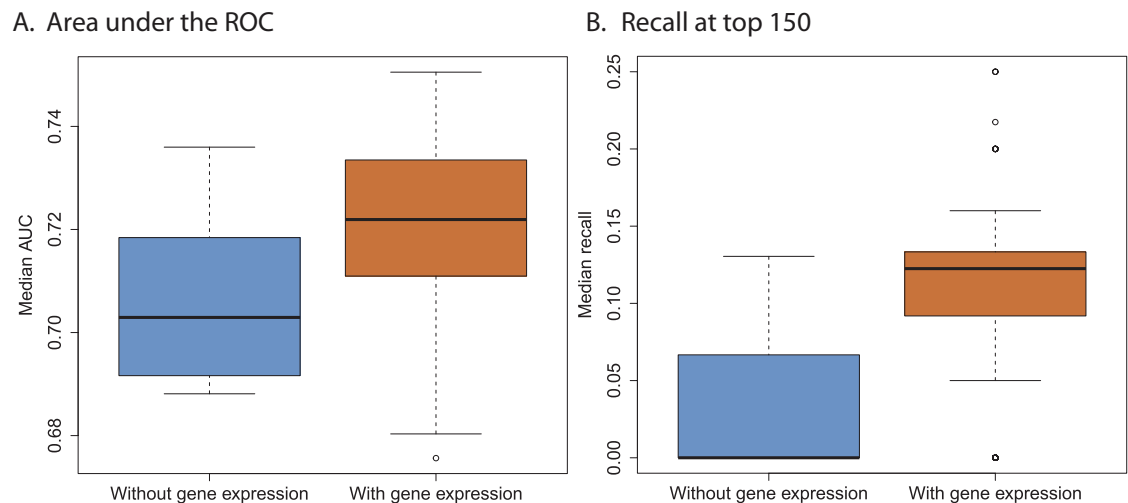 A. Area under the ROC
B. Recall at top 150
Median AUC
0.74
0.72
0.70
0.68
Without gene expression
With gene expression
Median recall
0.25
0.20
0.15
0.10
0.05
0.00
Without gene expression
With gene expression